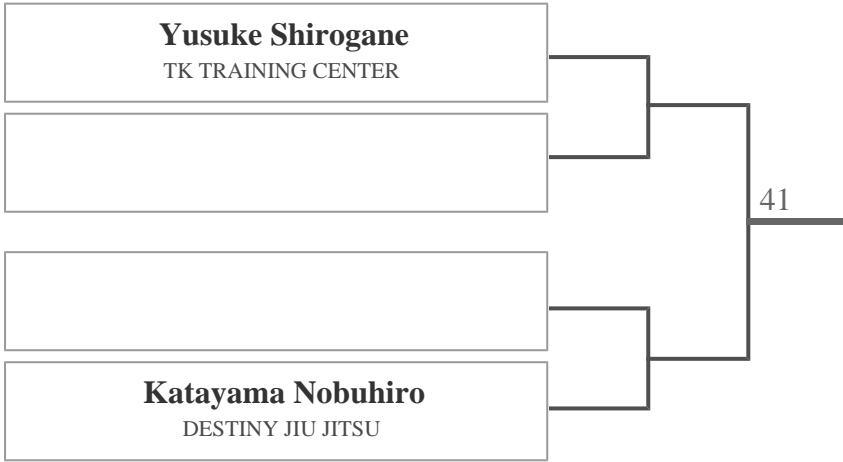 Yusuke Shirogane
TK TRAINING CENTER
41
Katayama Nobuhiro
DESTINY JIU JITSU